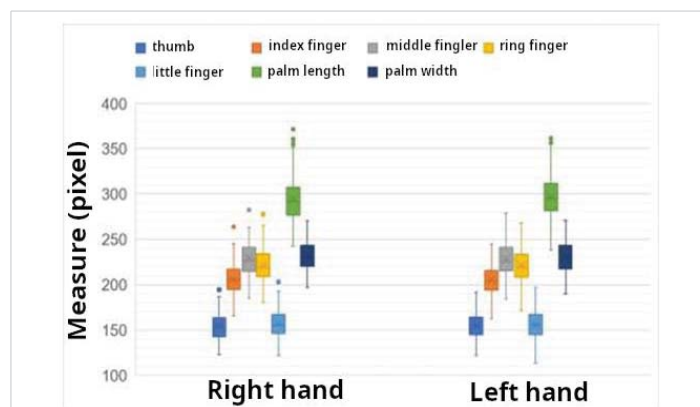 thumb index finger middle fingler ring finger
little finger palm length palm width
400
350
300
250
200
150
100
Measure (pixel)
Right hand Left hand